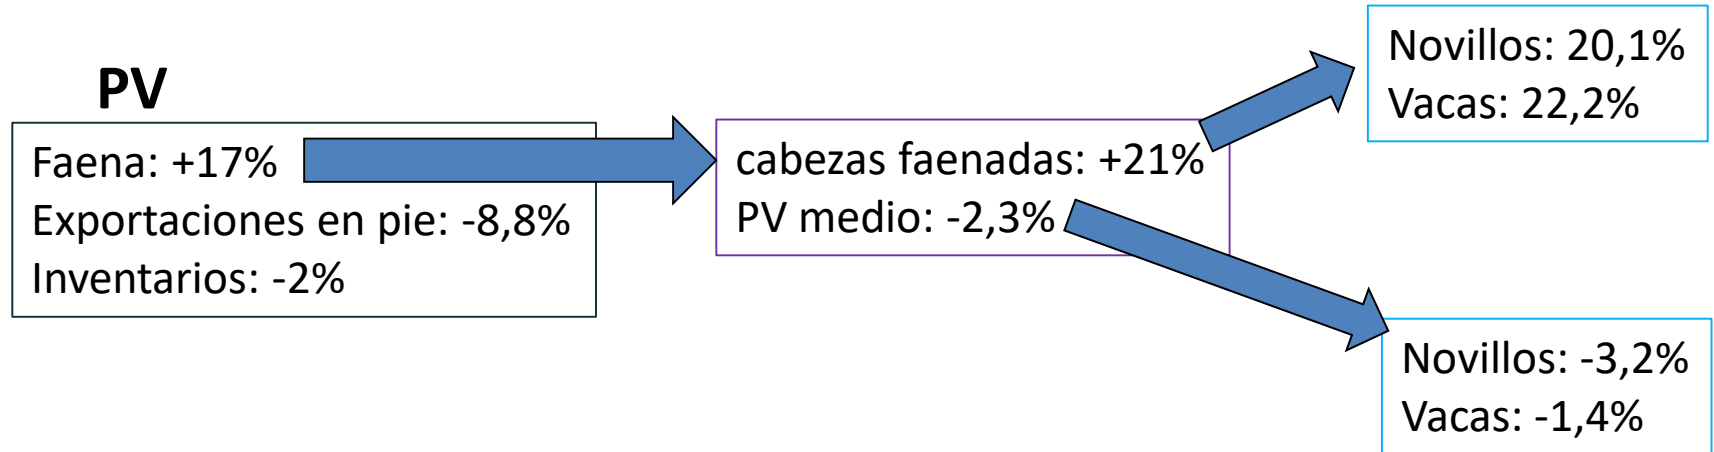 PV
Faena: +17%
Exportaciones en pie: -8,8%
Inventarios: -2%
cabezas faenadas: +21%
PV medio: -2,3%
Novillos: 20,1%
Vacas: 22,2%
Novillos: -3,2%
Vacas: -1,4%